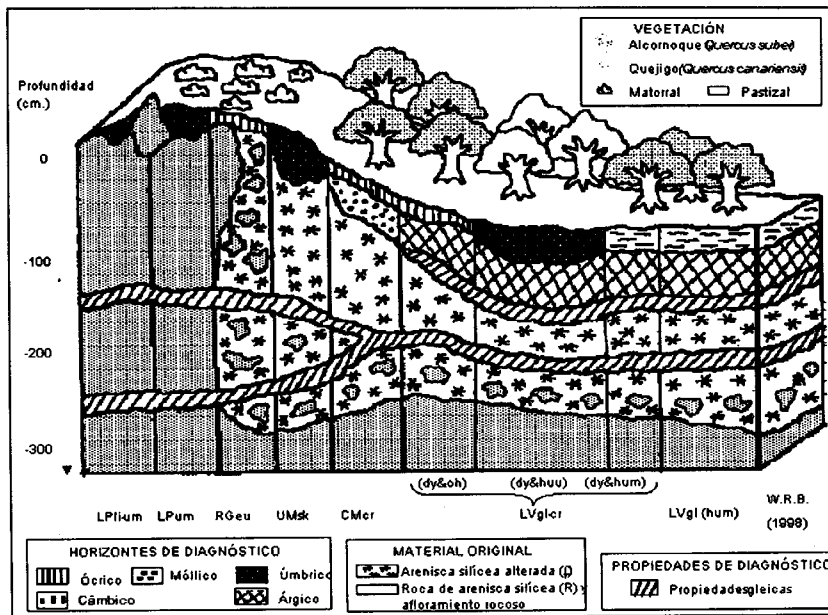 VEGETACIÓN
Alcornoque (Quercus suber)
Quejigo (Quercus canariensis)
Matorral
Pastizal
Profundidad
(cm.)
0
-100
-200
-300
(dy&oh)
(dy&huu)
(dy&hum)
LPli-um
LPum
RGeu
UMsk
CMcr
LVgl-cr
LVgl (hum)
W.R.B.
(1998)
HORIZONTES DE DIAGNÓSTICO
Ócrico
Móllico
Úmbrico
Cámbico
Árgico
MATERIAL ORIGINAL
Arenisca silícea alterada
Roca de arenisca silícea (R) y
afloramiento rocoso
PROPIEDADES DE DIAGNÓSTICO
Propiedadesgleicas